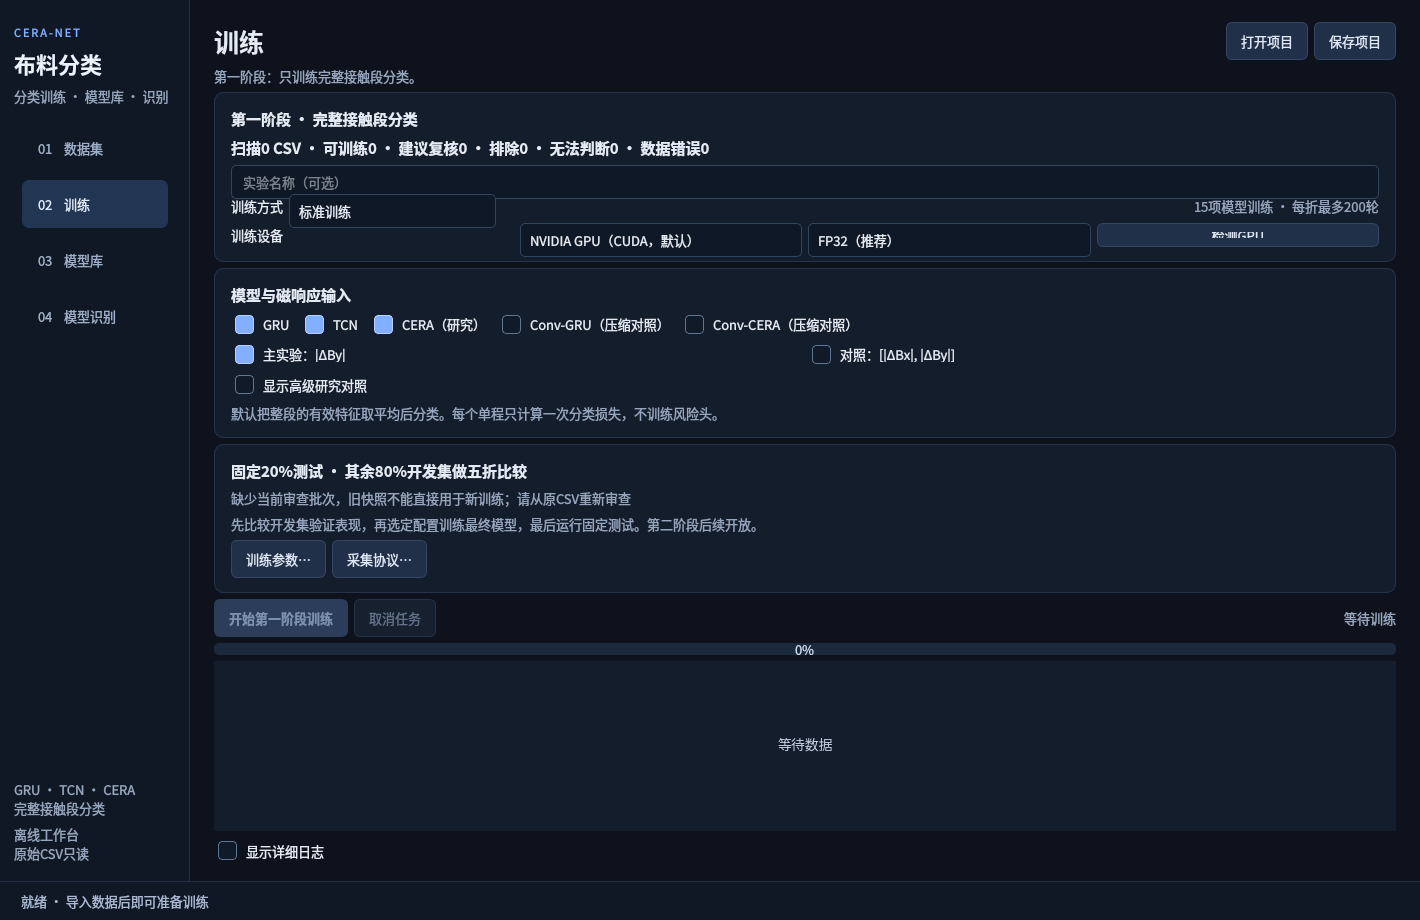 CERA-NET
布料分类
分类训练 · 模型库 · 识别
01 数据集
02 训练
03 模型库
04 模型识别
GRU · TCN · CERA
完整接触段分类
离线工作台
原始CSV只读
训练
打开项目 保存项目
第一阶段：只训练完整接触段分类。
第一阶段 · 完整接触段分类
扫描0 CSV · 可训练0 · 建议复核0 · 排除0 · 无法判断0 · 数据错误0
实验名称（可选）
训练方式 标准训练 15项模型训练 · 每折最多200轮
训练设备 NVIDIA GPU（CUDA，默认） FP32（推荐） 检测GPU
模型与磁响应输入
GRU TCN CERA（研究） Conv-GRU（压缩对照） Conv-CERA（压缩对照）
主实验：|ΔBy| 对照：[|ΔBx|, |ΔBy|]
显示高级研究对照
默认把整段的有效特征取平均后分类。每个单程只计算一次分类损失，不训练风险头。
固定20%测试 · 其余80%开发集做五折比较
缺少当前审查批次，旧快照不能直接用于新训练；请从原CSV重新审查
先比较开发集验证表现，再选定配置训练最终模型，最后运行固定测试。第二阶段后续开放。
训练参数… 采集协议…
开始第一阶段训练 取消任务 等待训练
0%
等待数据
显示详细日志
就绪 · 导入数据后即可准备训练